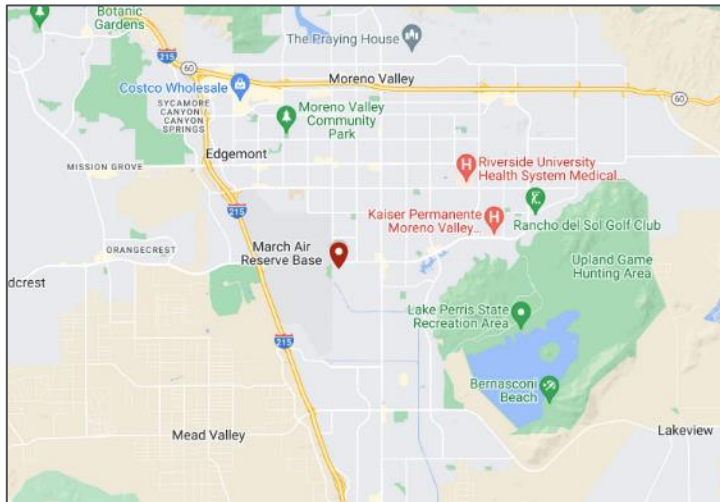 Botanic
Gardens
215
60
The Praying House
Moreno Valley
Costco Wholesale
60
SYCAMORE
CANYON
CANYON
SPRINGS
Moreno Valley
Community
Park
Edgemont
MISSION GROVE
Riverside University
Health System Medical...
215
Kaiser Permanente
Moreno Valley...
Rancho del Sol Golf Club
ORANGECREST
March Air
Reserve Base
Upland Game
Hunting Area
dcrest
Lake Perris State
Recreation Area
215
Bernasconi
Beach
Mead Valley
Lakeview